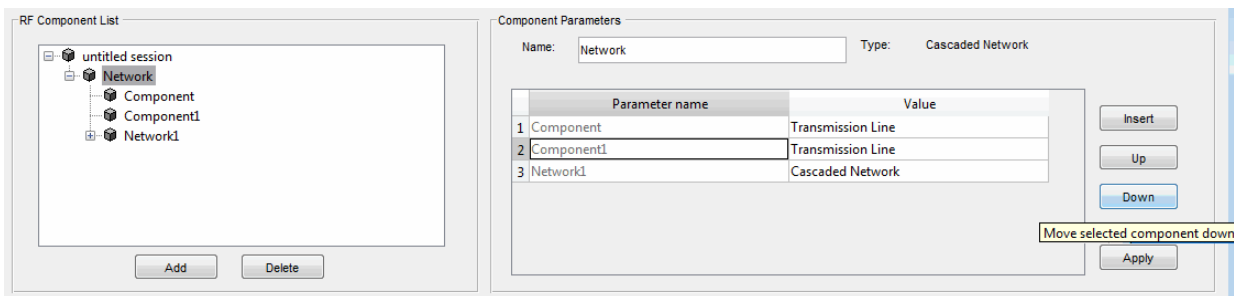 RF Component List
untitled session
Network
Component
Component1
Network1
Add Delete
Component Parameters
Name: Network Type: Cascaded Network
Parameter name Value
1 Component Transmission Line
2 Component1 Transmission Line
3 Network1 Cascaded Network
Insert
Up
Down
Move selected component down
Apply